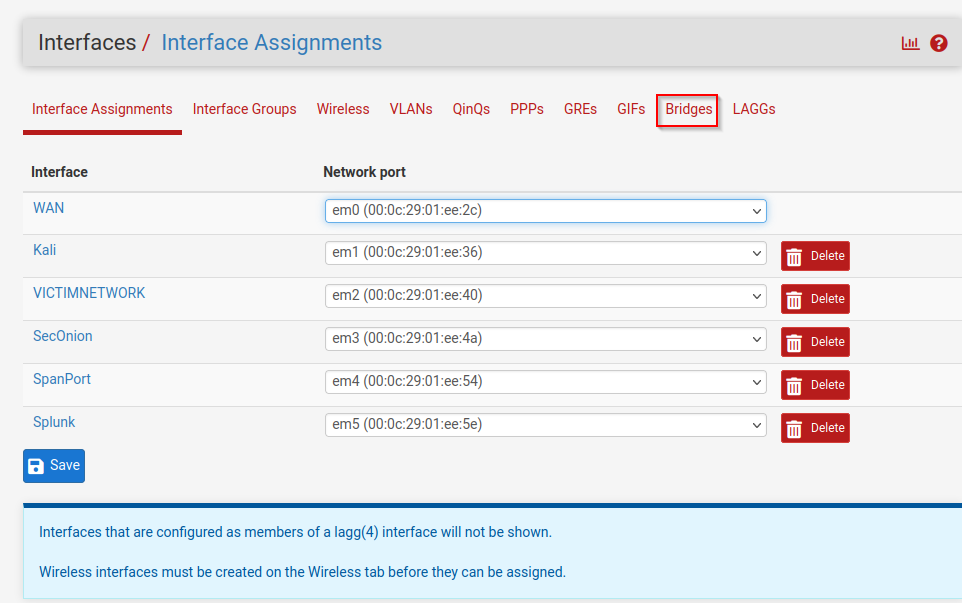 Interfaces / Interface Assignments
Interface Assignments Interface Groups Wireless VLANs QinQs PPPs GREs GIFs Bridges LAGGs
Interface Network port
WAN em0 (00:0c:29:01:ee:2c)
Kali em1 (00:0c:29:01:ee:36) Delete
VICTIMNETWORK em2 (00:0c:29:01:ee:40) Delete
SecOnion em3 (00:0c:29:01:ee:4a) Delete
SpanPort em4 (00:0c:29:01:ee:54) Delete
Splunk em5 (00:0c:29:01:ee:5e) Delete
Save
Interfaces that are configured as members of a lagg(4) interface will not be shown.
Wireless interfaces must be created on the Wireless tab before they can be assigned.